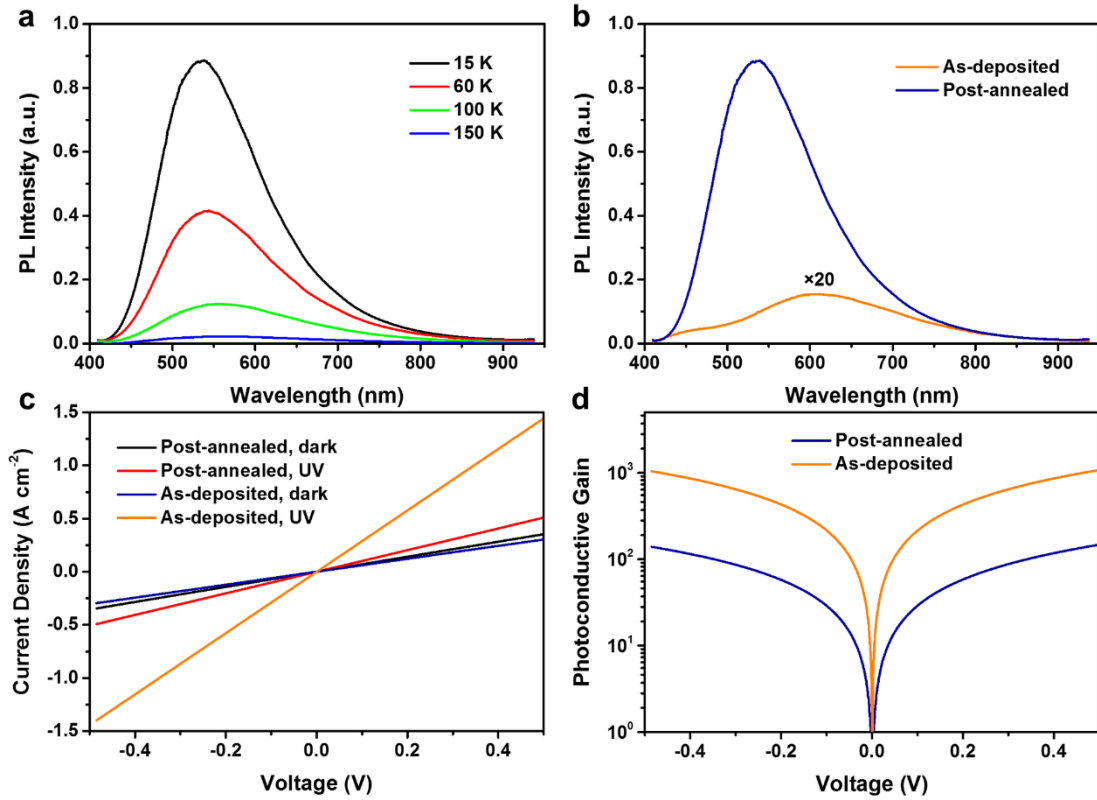 a
1.0
0.8
0.6
0.4
0.2
0.0
PL Intensity (a.u.)
15 K
60 K
100 K
150 K
400 500 600 700 800 900
Wavelength (nm)
b
1.0
0.8
0.6
0.4
0.2
0.0
PL Intensity (a.u.)
As-deposited
Post-annealed
×20
400 500 600 700 800 900
Wavelength (nm)
c
1.5
1.0
0.5
0.0
-0.5
-1.0
-1.5
Current Density (A cm⁻²)
Post-annealed, dark
Post-annealed, UV
As-deposited, dark
As-deposited, UV
-0.4 -0.2 0.0 0.2 0.4
Voltage (V)
d
10³
10²
10¹
10⁰
Photoconductive Gain
Post-annealed
As-deposited
-0.4 -0.2 0.0 0.2 0.4
Voltage (V)